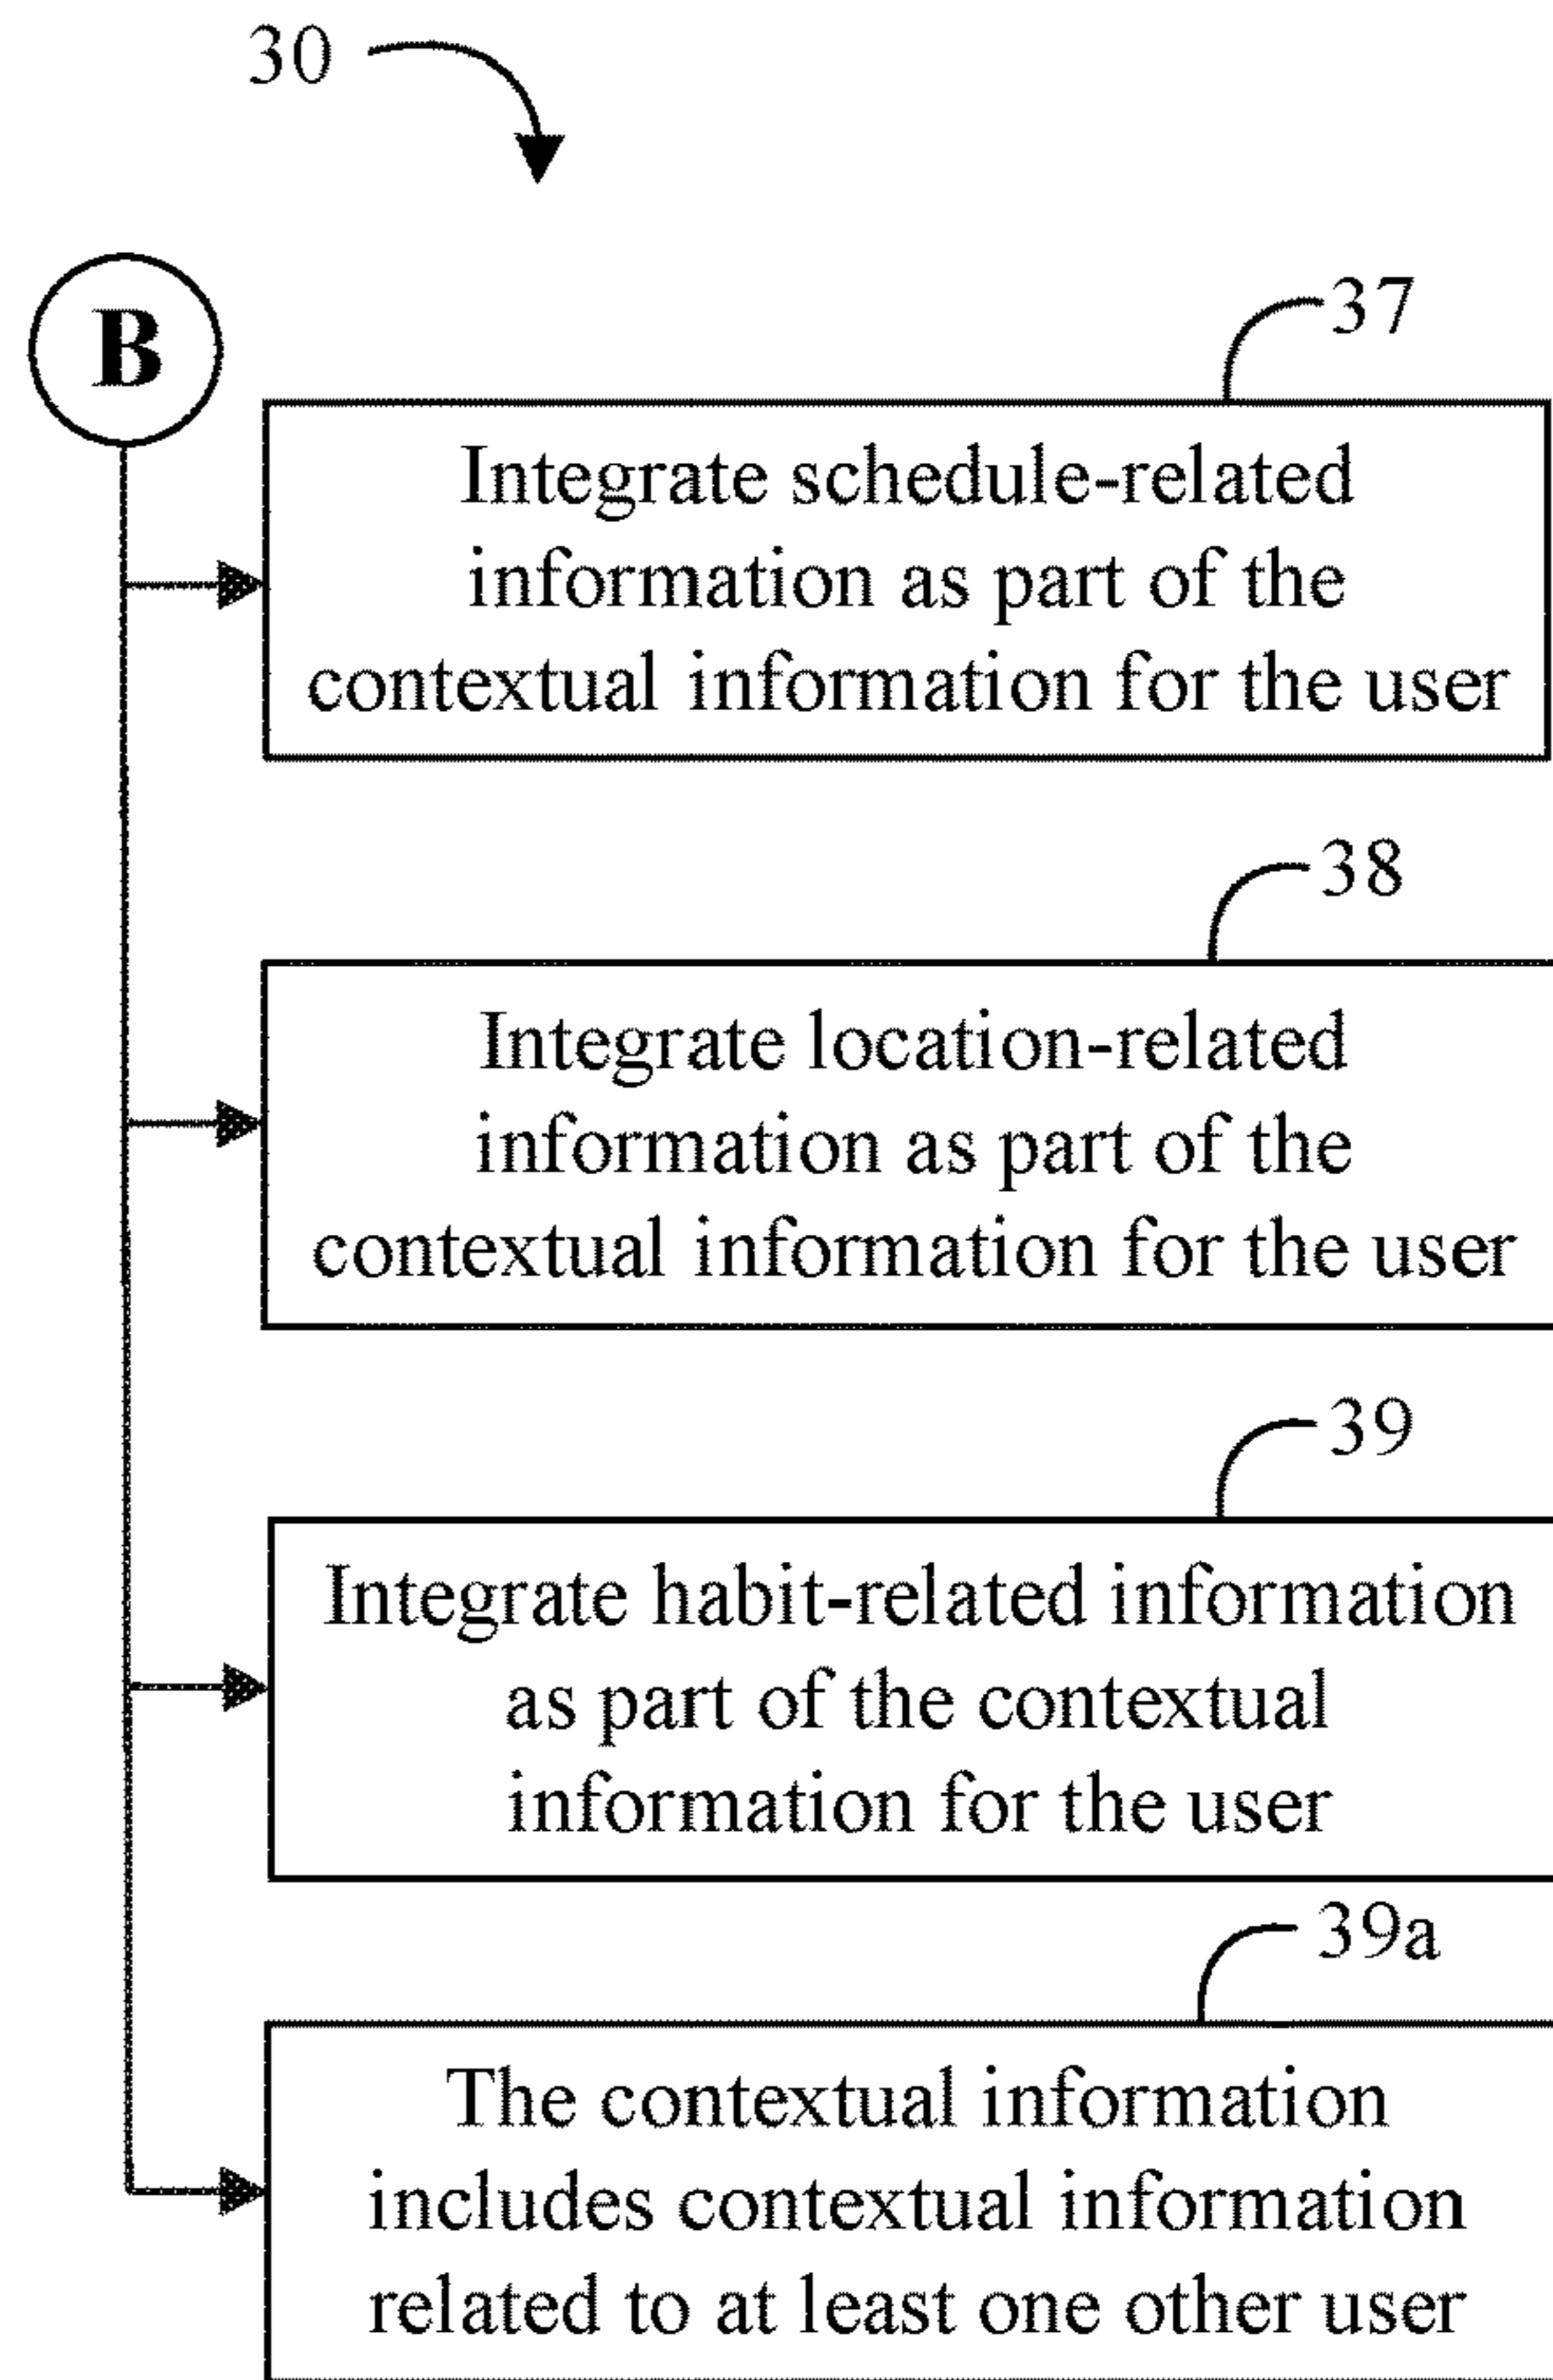 30
B
37
Integrate schedule-related
information as part of the
contextual information for the user
38
Integrate location-related
information as part of the
contextual information for the user
39
Integrate habit-related information
as part of the contextual
information for the user
39a
The contextual information
includes contextual information
related to at least one other user